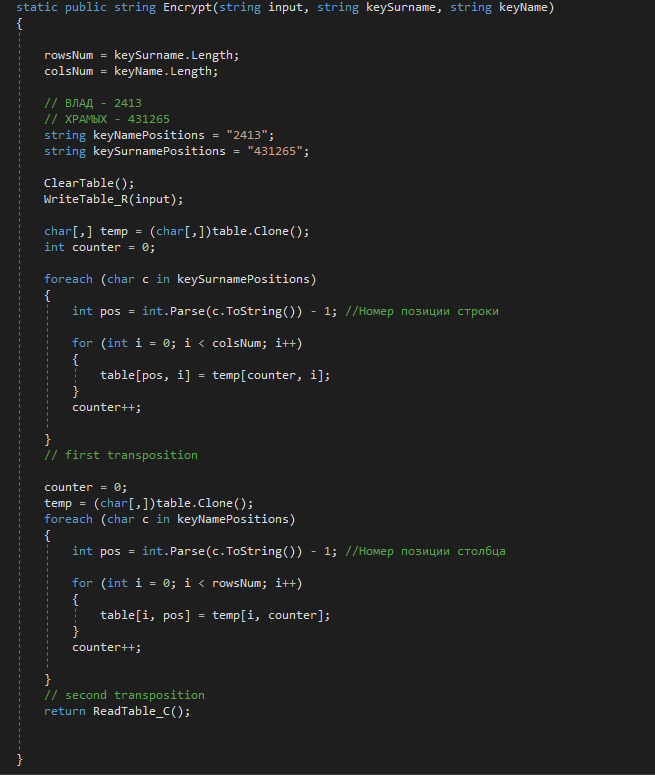 static public string Encrypt(string input, string keySurname, string keyName)
{
rowsNum = keySurname.Length;
colsNum = keyName.Length;
// ВЛАД - 2413
// ХРАМЫХ - 431265
string keyNamePositions = "2413";
string keySurnamePositions = "431265";
ClearTable();
WriteTable_R(input);
char[,] temp = (char[,])table.Clone();
int counter = 0;
foreach (char c in keySurnamePositions)
{
int pos = int.Parse(c.ToString()) - 1; //Номер позиции строки
for (int i = 0; i < colsNum; i++)
{
table[pos, i] = temp[counter, i];
}
counter++;
}
// first transposition
counter = 0;
temp = (char[,])table.Clone();
foreach (char c in keyNamePositions)
{
int pos = int.Parse(c.ToString()) - 1; //Номер позиции столбца
for (int i = 0; i < rowsNum; i++)
{
table[i, pos] = temp[i, counter];
}
counter++;
}
// second transposition
return ReadTable_C();
}